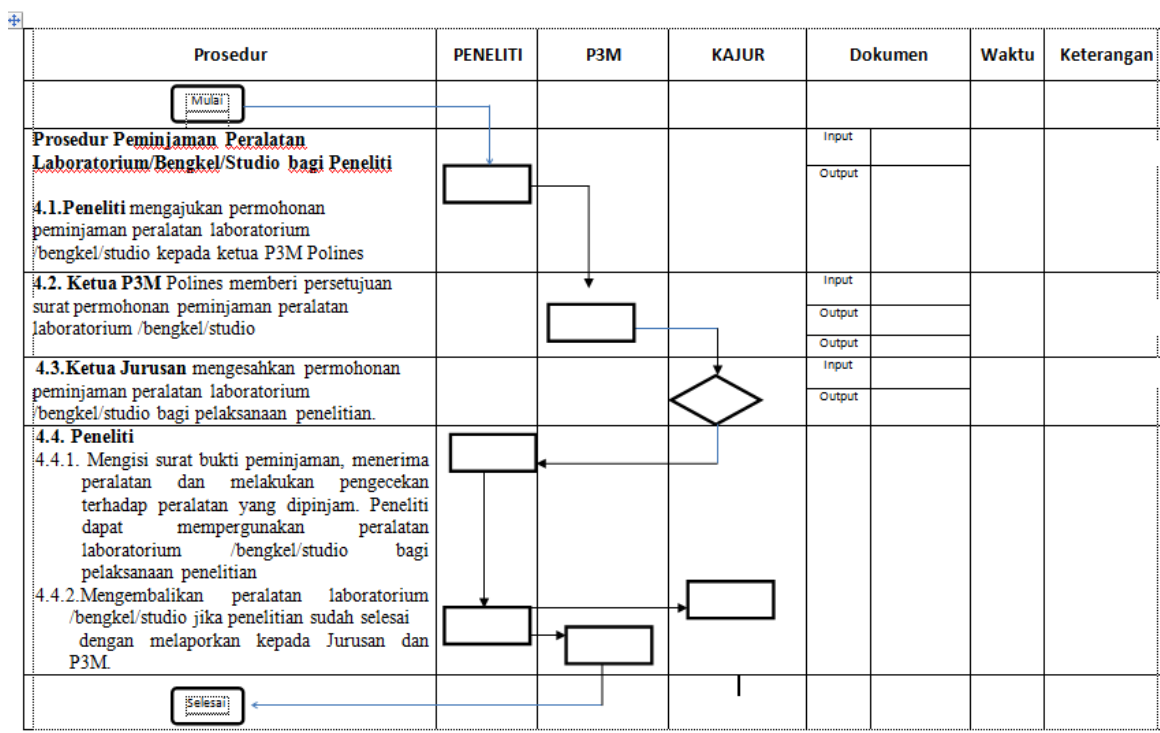 Prosedur PENELITI P3M KAJUR Dokumen Waktu Keterangan
Mulai
Prosedur Peminjaman Peralatan
Laboratorium/Bengkel/Studio bagi Peneliti
4.1.Peneliti mengajukan permohonan
peminjaman peralatan laboratorium
/bengkel/studio kepada ketua P3M Polines
Input
Output
4.2. Ketua P3M Polines memberi persetujuan
surat permohonan peminjaman peralatan
laboratorium /bengkel/studio
Input
Output
Output
4.3.Ketua Jurusan mengesahkan permohonan
peminjaman peralatan laboratorium
/bengkel/studio bagi pelaksanaan penelitian.
Input
Output
4.4. Peneliti
4.4.1. Mengisi surat bukti peminjaman, menerima
peralatan dan melakukan pengecekan
terhadap peralatan yang dipinjam. Peneliti
dapat mempergunakan peralatan
laboratorium /bengkel/studio bagi
pelaksanaan penelitian
4.4.2.Mengembalikan peralatan laboratorium
/bengkel/studio jika penelitian sudah selesai
dengan melaporkan kepada Jurusan dan
P3M.
Selesai